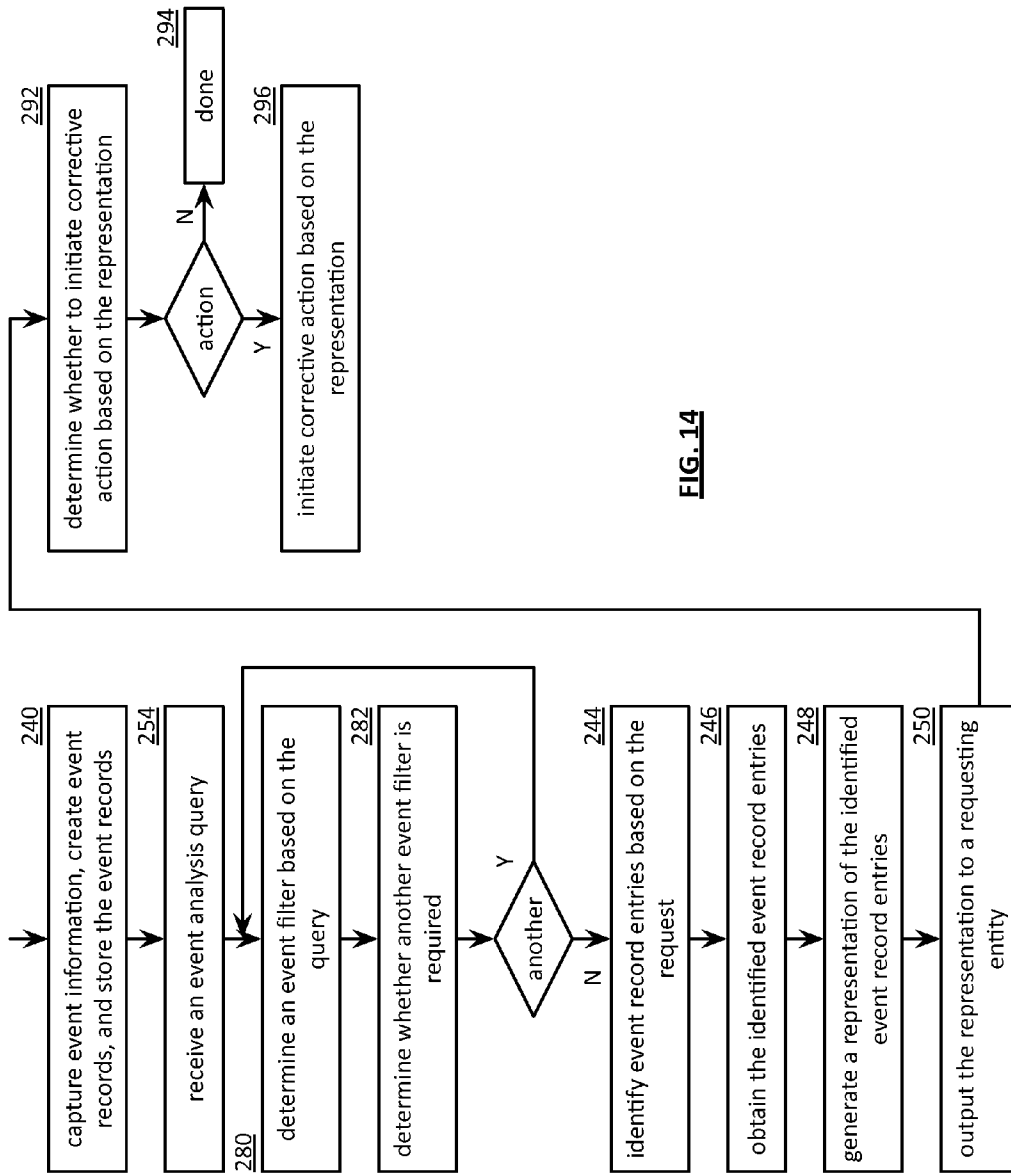 240
capture event information, create event
records, and store the event records
254
receive an event analysis query
280
determine an event filter based on the
query
282
determine whether another event filter is
required
another
Y
N
244
identify event record entries based on the
request
246
obtain the identified event record entries
248
generate a representation of the identified
event record entries
250
output the representation to a requesting
entity
292
determine whether to initiate corrective
action based on the representation
action
N
294
done
Y
296
initiate corrective action based on the
representation
FIG. 14